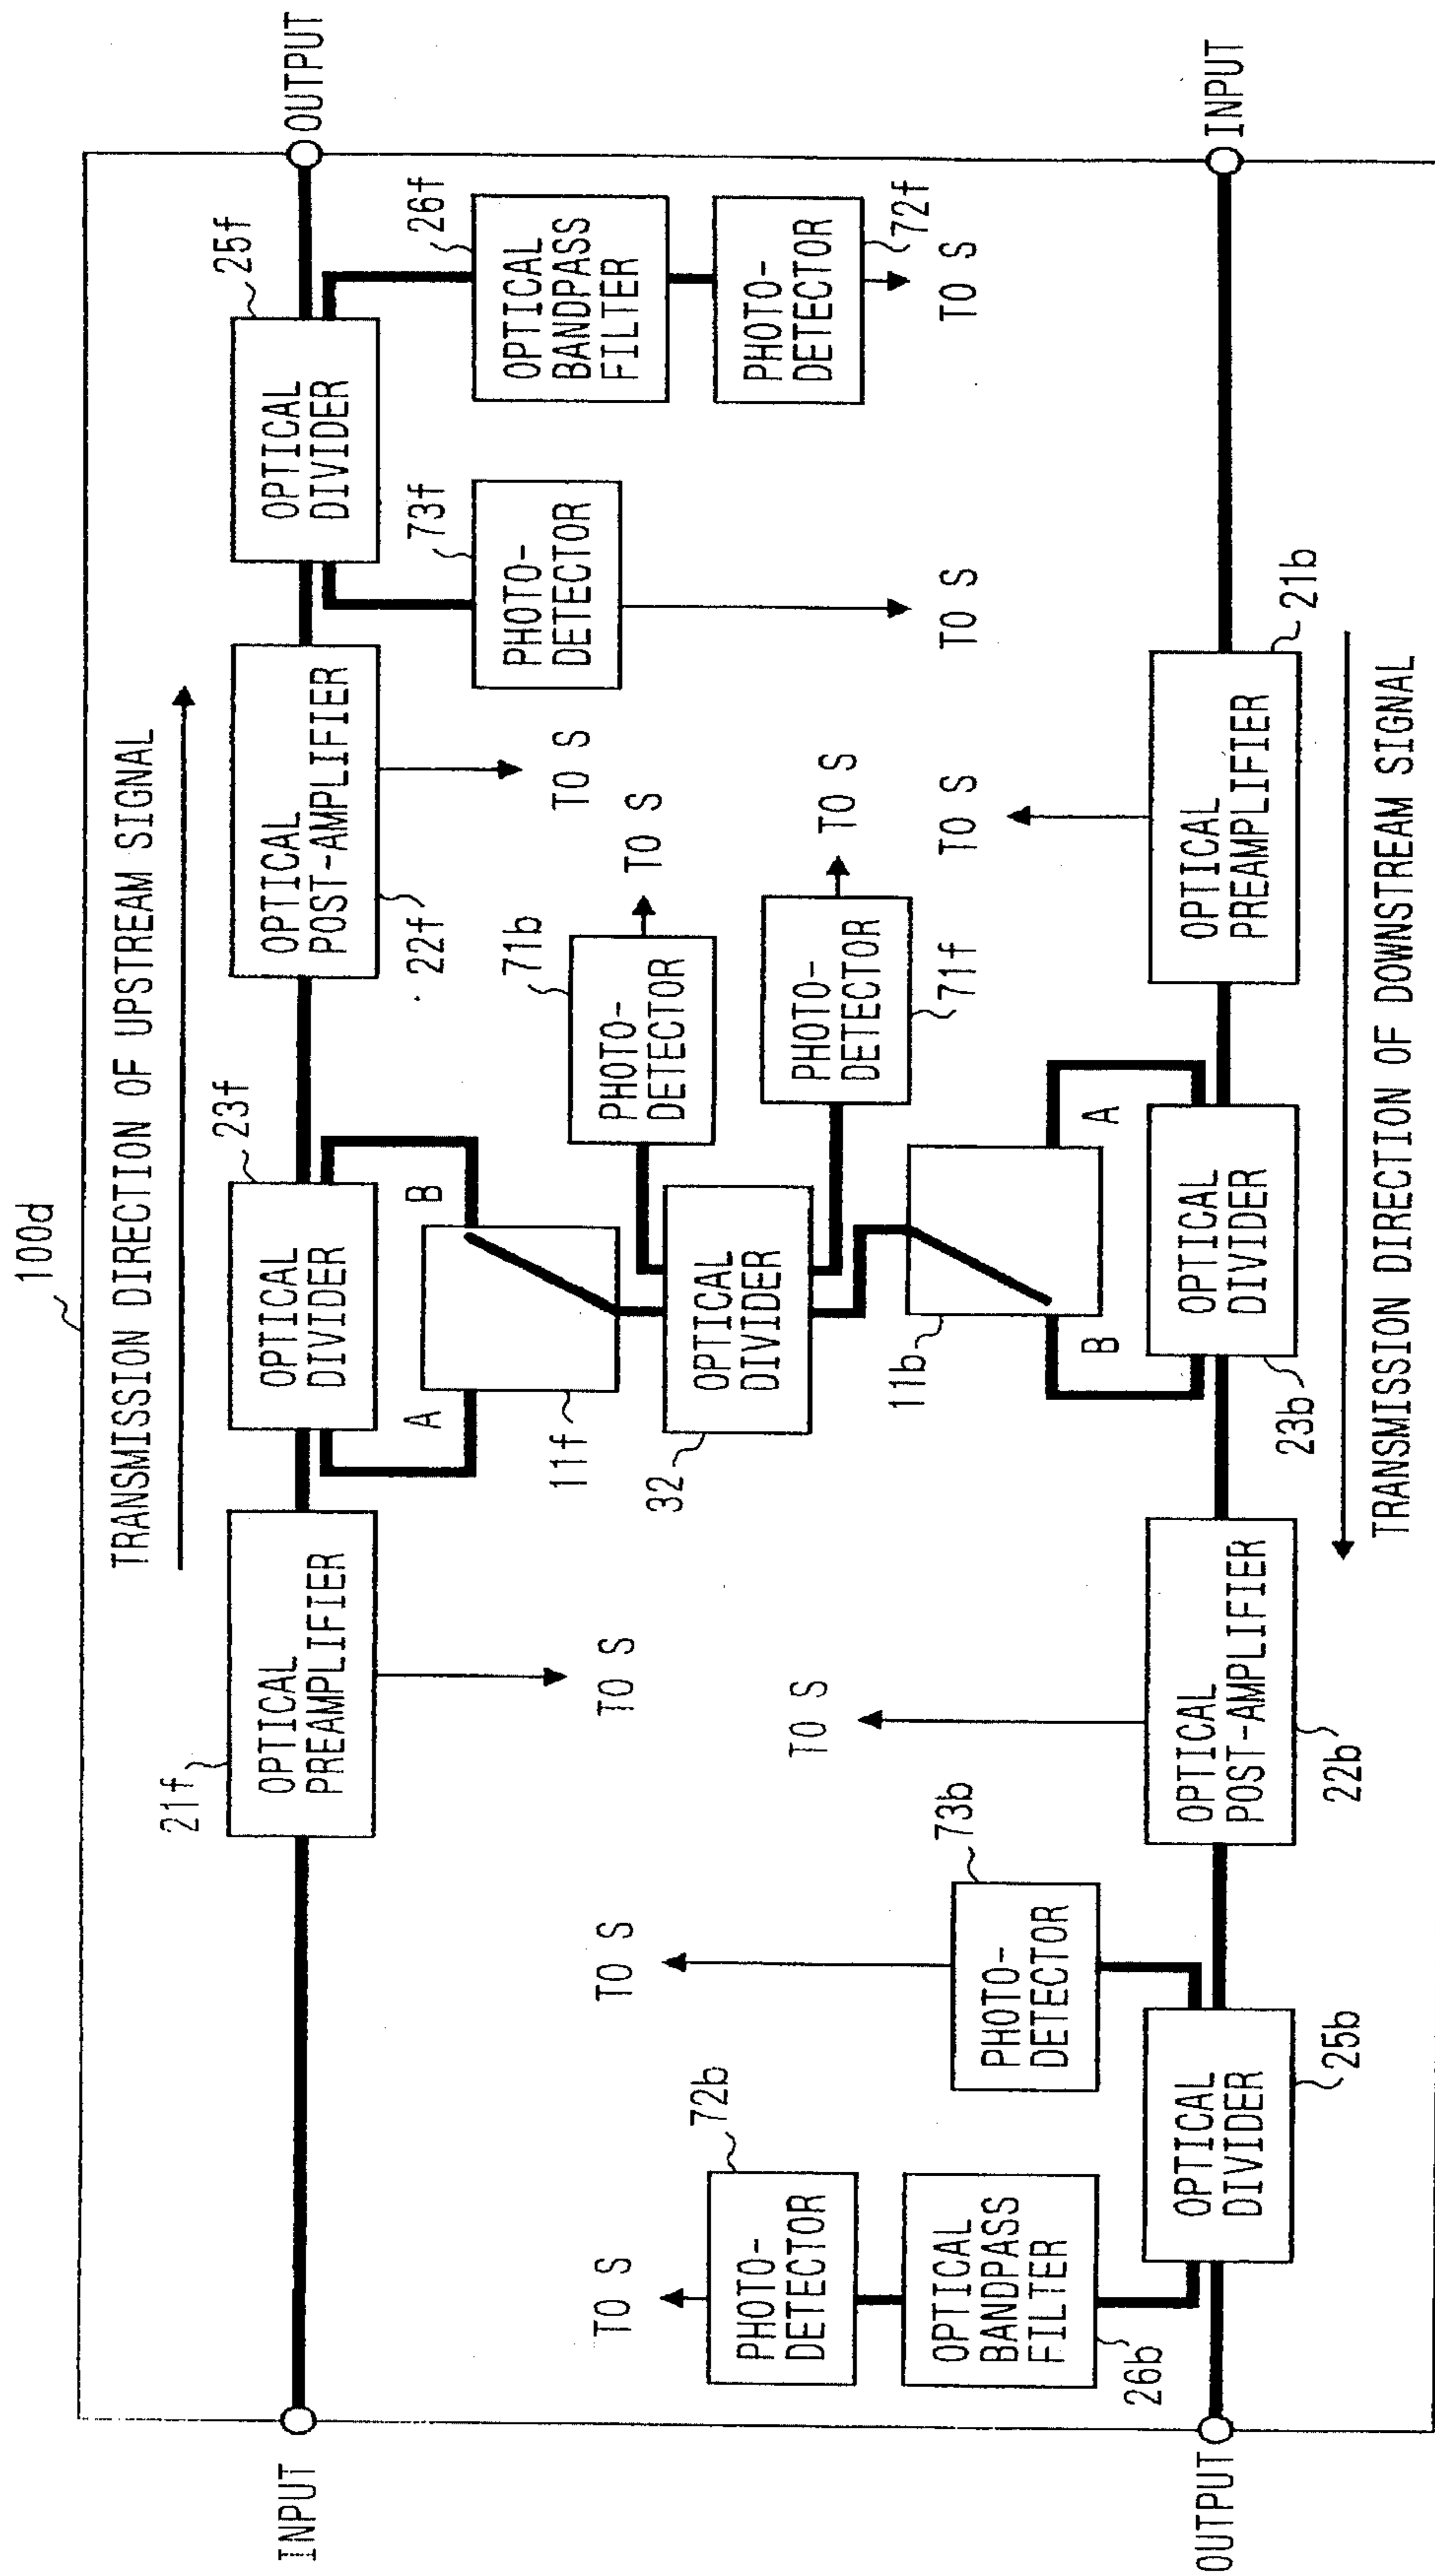 100d
TRANSMISSION DIRECTION OF UPSTREAM SIGNAL
INPUT
21f
OPTICAL
PREAMPLIFIER
TO S
23f
OPTICAL
DIVIDER
A
B
11f
22f
OPTICAL
POST-AMPLIFIER
TO S
25f
OPTICAL
DIVIDER
OUTPUT
73f
PHOTO-
DETECTOR
TO S
26f
OPTICAL
BANDPASS
FILTER
PHOTO-
DETECTOR
72f
TO S
71b
PHOTO-
DETECTOR
TO S
32
OPTICAL
DIVIDER
PHOTO-
DETECTOR
71f
TO S
11b
B
A
72b
TO S
PHOTO-
DETECTOR
OPTICAL
BANDPASS
FILTER
26b
73b
TO S
PHOTO-
DETECTOR
OUTPUT
OPTICAL
DIVIDER
25b
TO S
OPTICAL
POST-AMPLIFIER
22b
OPTICAL
DIVIDER
23b
TO S
OPTICAL
PREAMPLIFIER
21b
INPUT
TRANSMISSION DIRECTION OF DOWNSTREAM SIGNAL